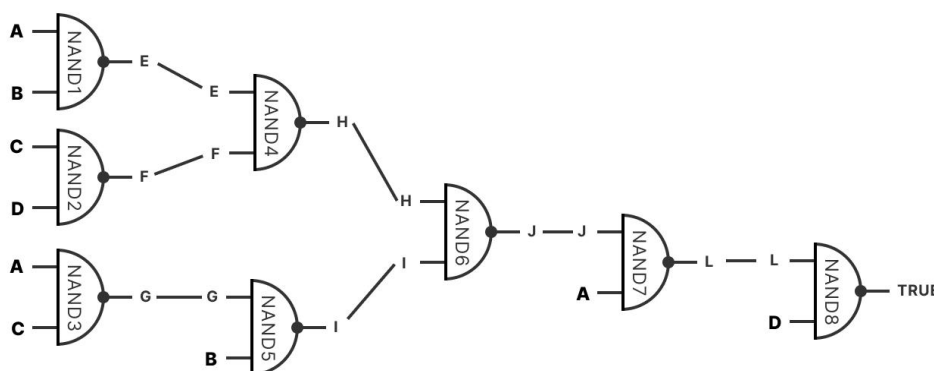 A
NAND1
E
B
E
NAND4
H
C
NAND2
F
F
D
H
NAND6
J
J
NAND7
L
L
NAND8
TRUE
A
NAND3
G
G
NAND5
I
I
A
D
C
B